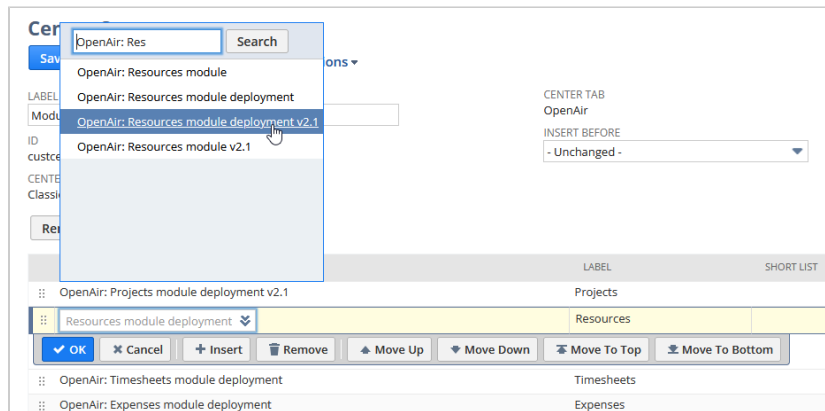 Cen
OpenAir: Res
Search
Sav
ions
OpenAir: Resources module
LABEL
OpenAir: Resources module deployment
CENTER TAB
Modu
OpenAir
OpenAir: Resources module deployment v2.1
ID
INSERT BEFORE
OpenAir: Resources module v2.1
custce
- Unchanged -
CENTE
Classi
Re
LABEL SHORT LIST
OpenAir: Projects module deployment v2.1 Projects
Resources module deployment Resources
OK Cancel Insert Remove Move Up Move Down Move To Top Move To Bottom
OpenAir: Timesheets module deployment Timesheets
OpenAir: Expenses module deployment Expenses